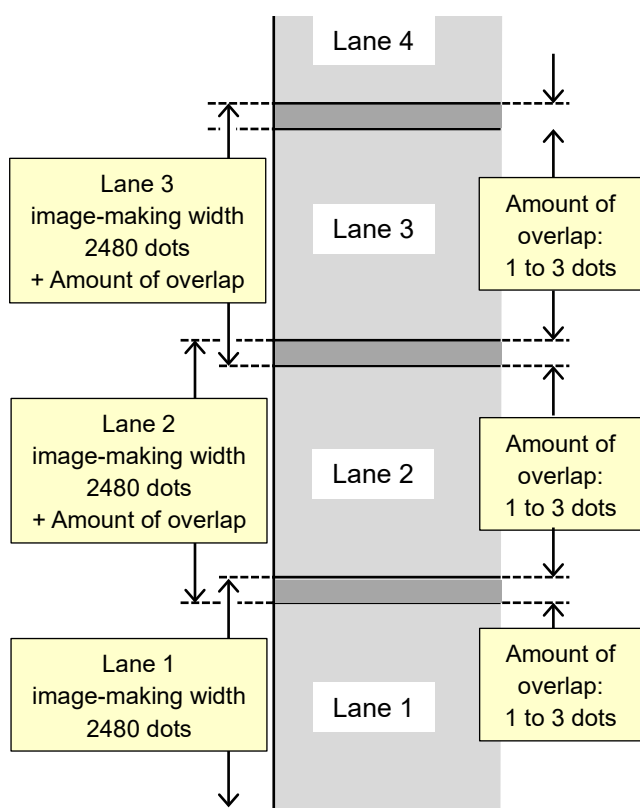 Lane 4
Lane 3
image-making width
2480 dots
+ Amount of overlap
Lane 3
Amount of
overlap:
1 to 3 dots
Lane 2
image-making width
2480 dots
+ Amount of overlap
Lane 2
Amount of
overlap:
1 to 3 dots
Lane 1
image-making width
2480 dots
Lane 1
Amount of
overlap:
1 to 3 dots